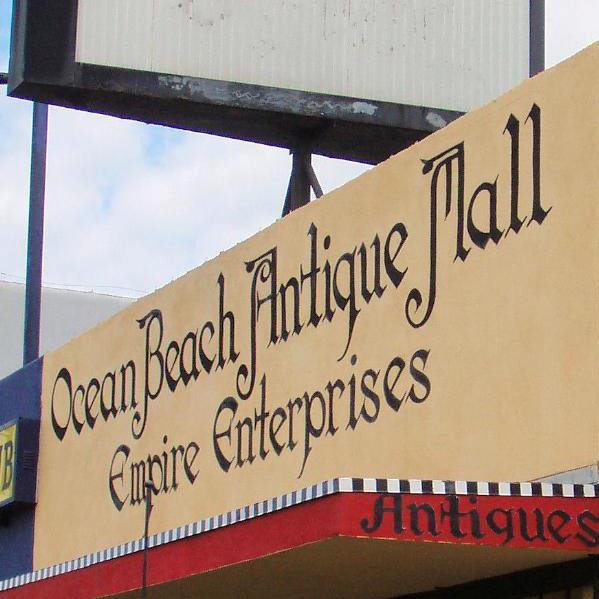 Ocean Beach Antique Mall
Empire Enterprises
Antiques
B